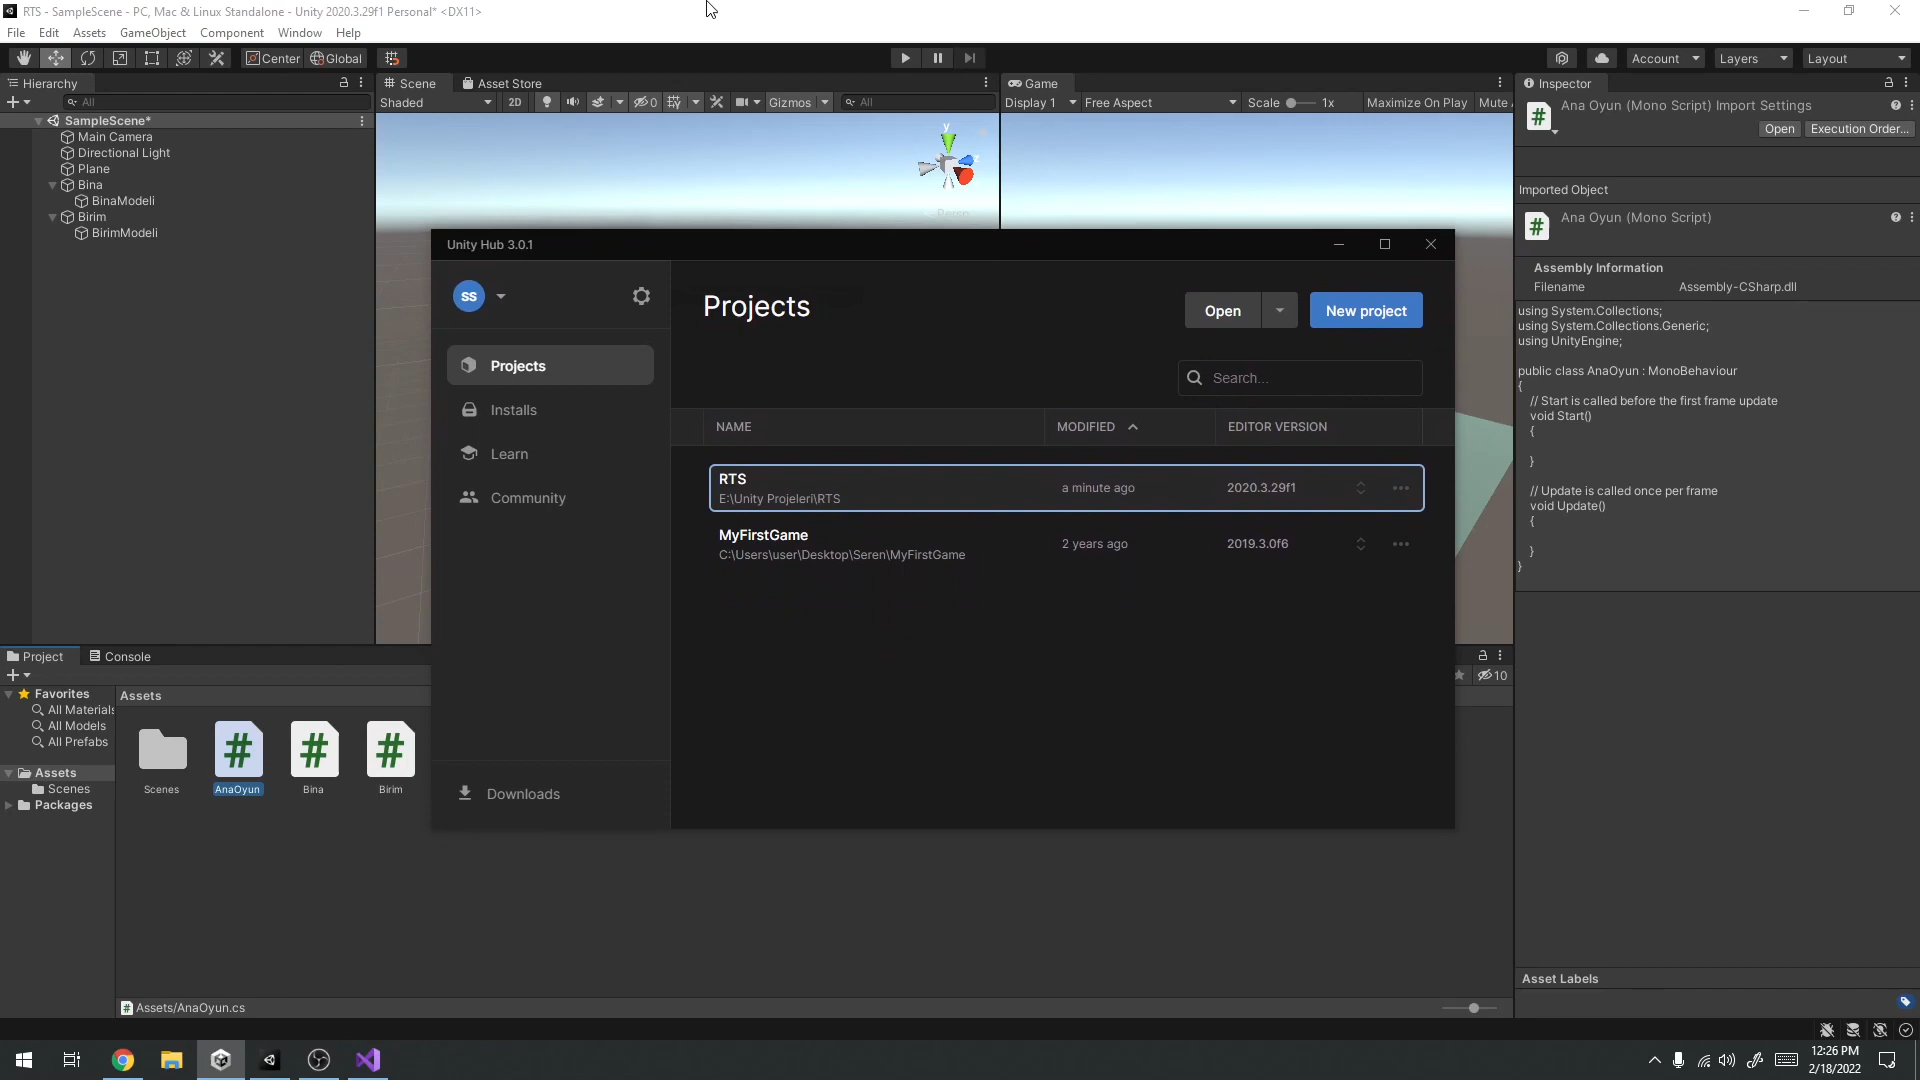 RTS - SampleScene - PC, Mac & Linux Standalone - Unity 2020.3.29f1 Personal* <DX11>
File Edit Assets GameObject Component Window Help
Center Global
Account Layers Layout
Hierarchy
All
SampleScene*
Main Camera
Directional Light
Plane
Bina
BinaModeli
Birim
BirimModeli
Scene Asset Store
Shaded 2D 0 Gizmos All
y
Persp
Game
Display 1 Free Aspect Scale 1x Maximize On Play Mute
Inspector
Ana Oyun (Mono Script) Import Settings
Open Execution Order...
Imported Object
Ana Oyun (Mono Script)
Assembly Information
Filename Assembly-CSharp.dll
using System.Collections;
using System.Collections.Generic;
using UnityEngine;
public class AnaOyun : MonoBehaviour
{
// Start is called before the first frame update
void Start()
{
}
// Update is called once per frame
void Update()
{
}
}
Asset Labels
Unity Hub 3.0.1
SS
Projects
Installs
Learn
Community
Downloads
Projects
Open New project
Search...
NAME MODIFIED EDITOR VERSION
RTS
E:\Unity Projeleri\RTS
a minute ago 2020.3.29f1
MyFirstGame
C:\Users\user\Desktop\Seren\MyFirstGame
2 years ago 2019.3.0f6
Project Console
10
Favorites
All Materials
All Models
All Prefabs
Assets
Scenes
Packages
Assets
Scenes AnaOyun Bina Birim
Assets/AnaOyun.cs
12:26 PM
2/18/2022